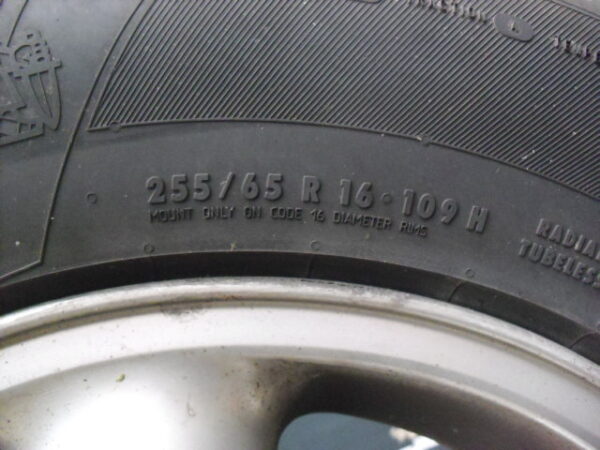 255/65 R 16 109 H
MOUNT ONLY ON CODE 16 DIAMETER RIMS
RADIAL
TUBELESS